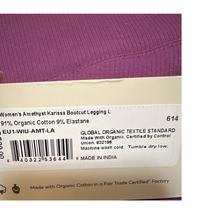 Women's Amethyst Karissa Bootcut Legging L
91% Organic Cotton 9% Elastane
EU1-WIU-AMT-LA
614
GLOBAL ORGANIC TEXTILE STANDARD
Made with Organic. Certified by Control
Union. 832186
Machine wash cold. Tumble dry low.
MADE IN INDIA
Made with Organic Cotton in a Fair Trade Certified™ Factory